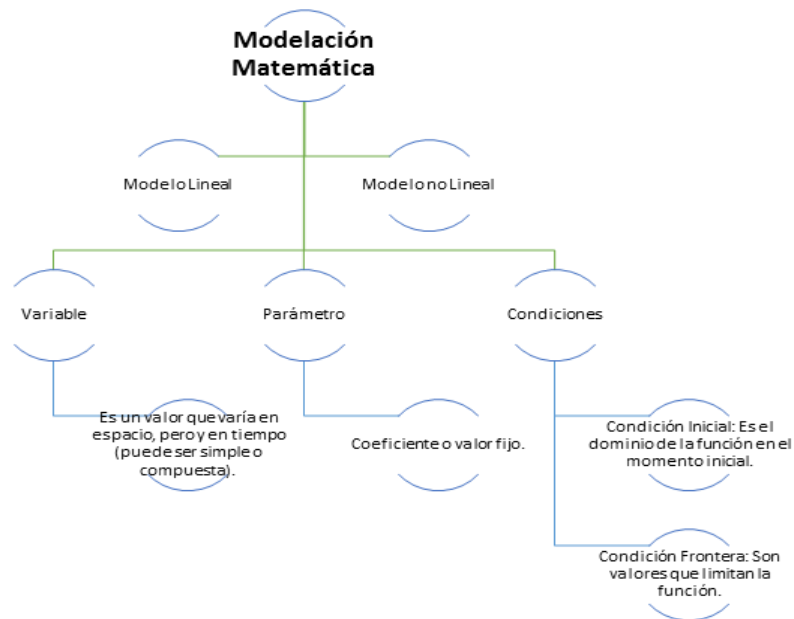 Modelación
Matemática
Modelo Lineal
Modelo no Lineal
Variable
Parámetro
Condiciones
Es un valor que varía en
espacio, pero y en tiempo
(puede ser simple o
compuesta).
Coeficiente o valor fijo.
Condición Inicial: Es el
dominio de la función en el
momento inicial.
Condición Frontera: Son
valores que limitan la
función.